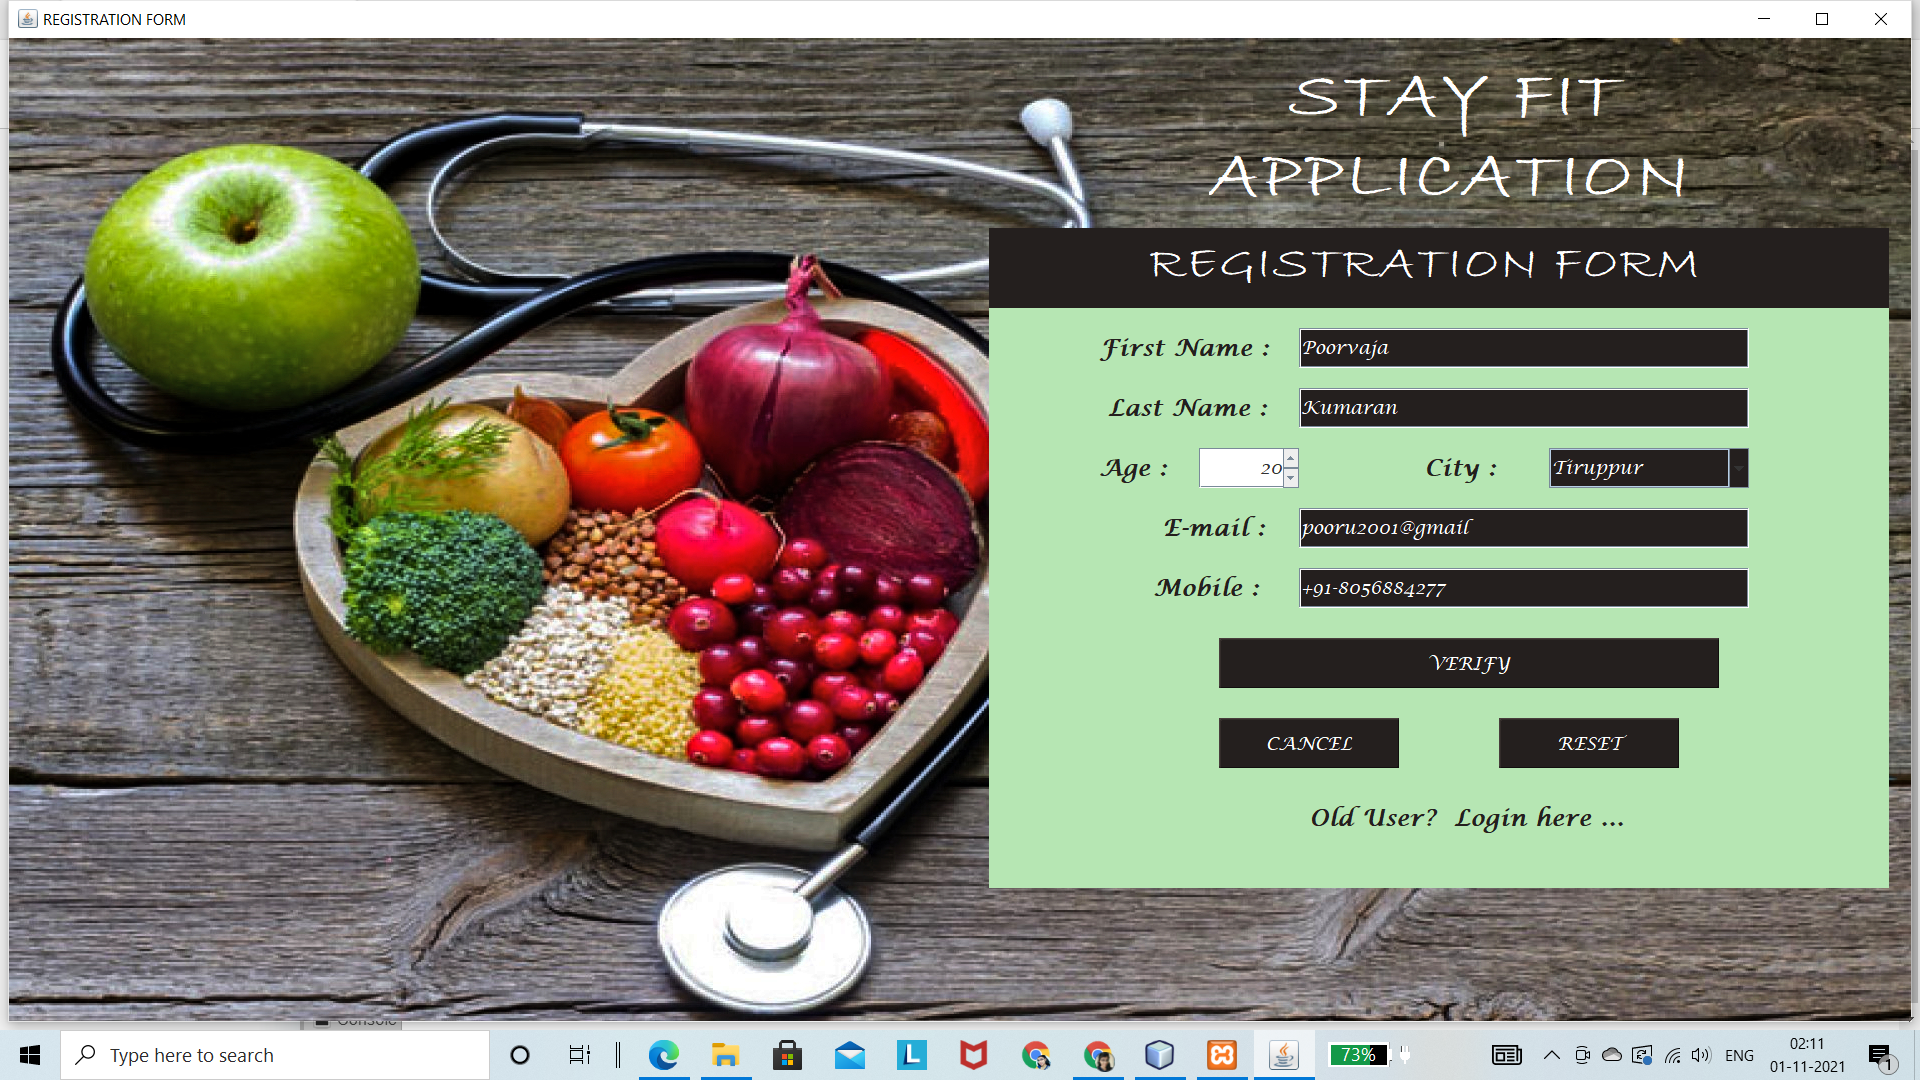 REGISTRATION FORM
STAY FIT
APPLICATION
REGISTRATION FORM
First Name : Poorvaja
Last Name : Kumaran
Age : 20 City : Tiruppur
E-mail : pooru2001@gmail
Mobile : +91-8056884277
VERIFY
CANCEL RESET
Old User? Login here ...
Console
Type here to search
L
73%
ENG
02:11
01-11-2021
1